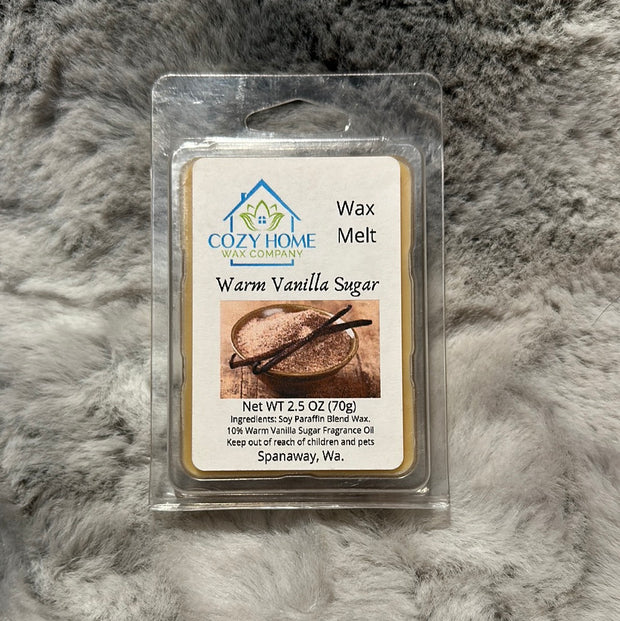 Wax
Melt
COZY HOME
WAX COMPANY
Warm Vanilla Sugar
Net WT 2.5 OZ (70g)
Ingredients: Soy Paraffin Blend Wax.
10% Warm Vanilla Sugar Fragrance Oil
Keep out of reach of children and pets
Spanaway, Wa.